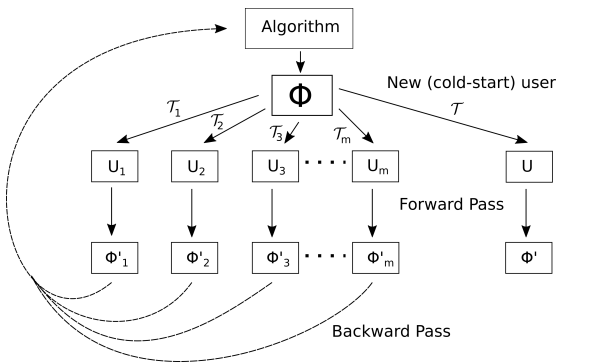 Algorithm
Φ
New (cold-start) user
𝒯1 𝒯2 𝒯3 𝒯m 𝒯
U1 U2 U3 . . . . Um U
Forward Pass
Φ'1 Φ'2 Φ'3 . . . . Φ'm Φ'
Backward Pass